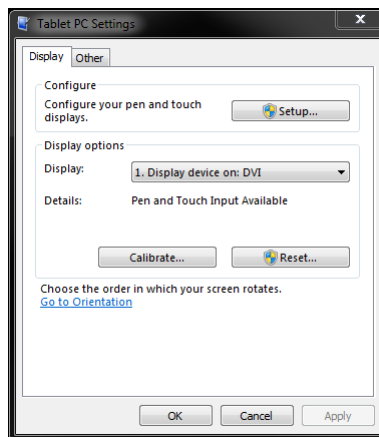 Tablet PC Settings
x
Display
Other
Configure
Configure your pen and touch
displays.
Setup...
Display options
Display:
1. Display device on: DVI
Details:
Pen and Touch Input Available
Calibrate...
Reset...
Choose the order in which your screen rotates.
Go to Orientation
OK
Cancel
Apply